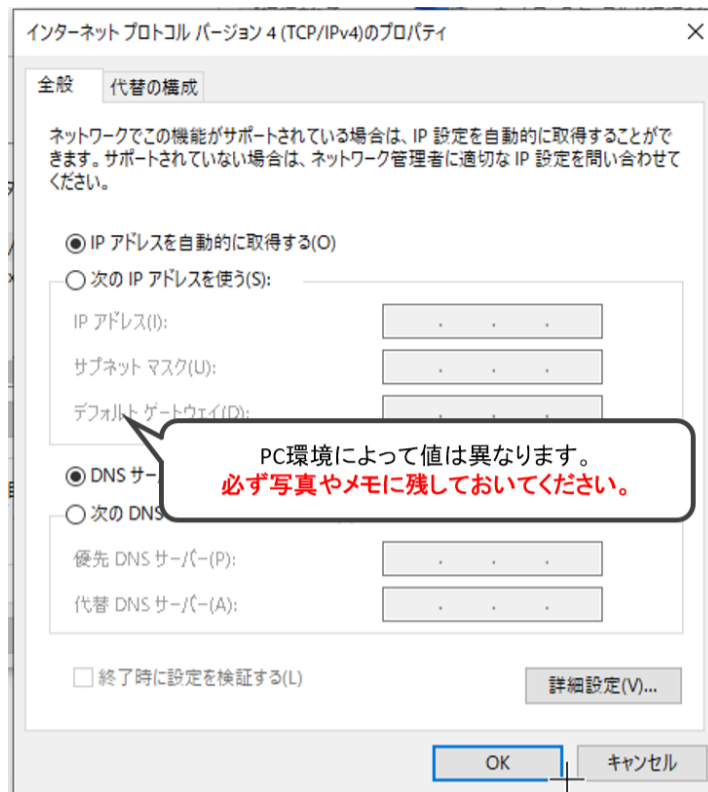 インターネット プロトコル バージョン 4 (TCP/IPv4)のプロパティ
全般
代替の構成
ネットワークでこの機能がサポートされている場合は、IP 設定を自動的に取得することがで
きます。サポートされていない場合は、ネットワーク管理者に適切な IP 設定を問い合わせて
ください。
IP アドレスを自動的に取得する(O)
次の IP アドレスを使う(S):
IP アドレス(I):
サブネット マスク(U):
デフォルト ゲートウェイ(D):
PC環境によって値は異なります。
必ず写真やメモに残しておいてください。
DNS サー
次の DNS
優先 DNS サーバー(P):
代替 DNS サーバー(A):
終了時に設定を検証する(L)
詳細設定(V)...
OK
キャンセル